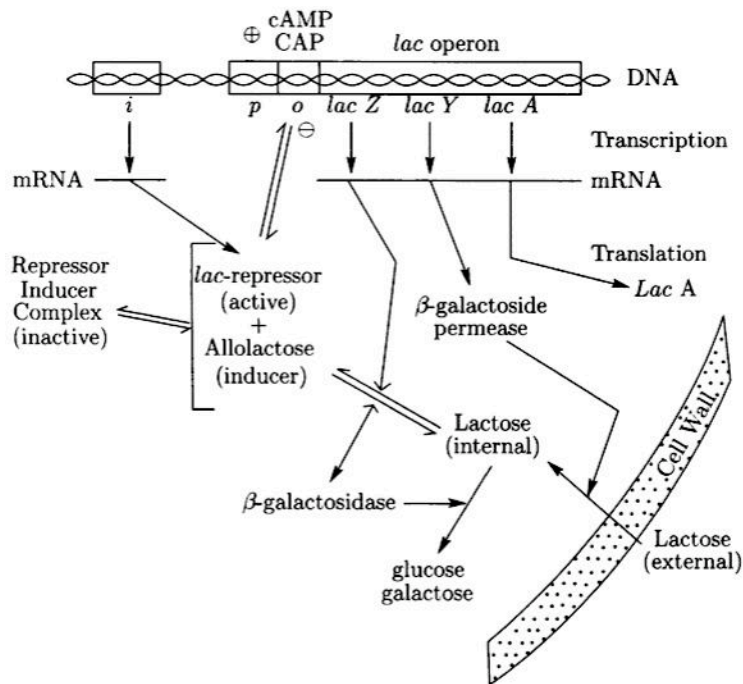 cAMP
⊕ CAP lac operon
DNA
i p o lac Z lac Y lac A
⊖
Transcription
mRNA mRNA
Translation
Repressor
Inducer
Complex
(inactive)
lac-repressor
(active)
+
Allolactose
(inducer)
β-galactoside
permease
Lac A
Cell Wall
Lactose
(internal)
β-galactosidase
Lactose
(external)
glucose
galactose